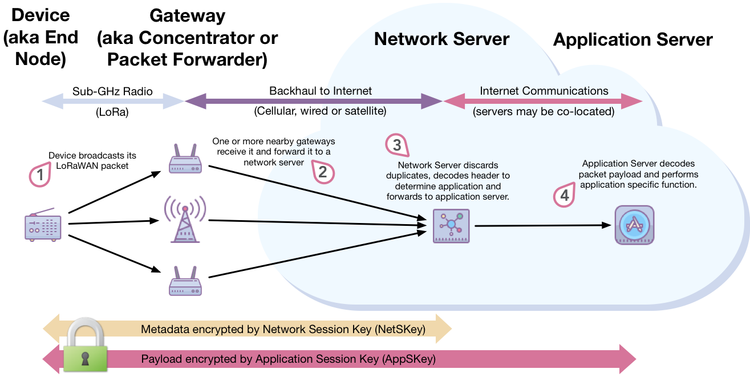 Device
(aka End
Node)
Gateway
(aka Concentrator or
Packet Forwarder)
Network Server
Application Server
Sub-GHz Radio
(LoRa)
Backhaul to Internet
(Cellular, wired or satellite)
Internet Communications
(servers may be co-located)
1
Device broadcasts its
LoRaWAN packet
One or more nearby gateways
receive it and forward it to a
network server
2
3
Network Server discards
duplicates, decodes header to
determine application and
forwards to application server.
4
Application Server decodes
packet payload and performs
application specific function.
Metadata encrypted by Network Session Key (NetSKey)
Payload encrypted by Application Session Key (AppSKey)